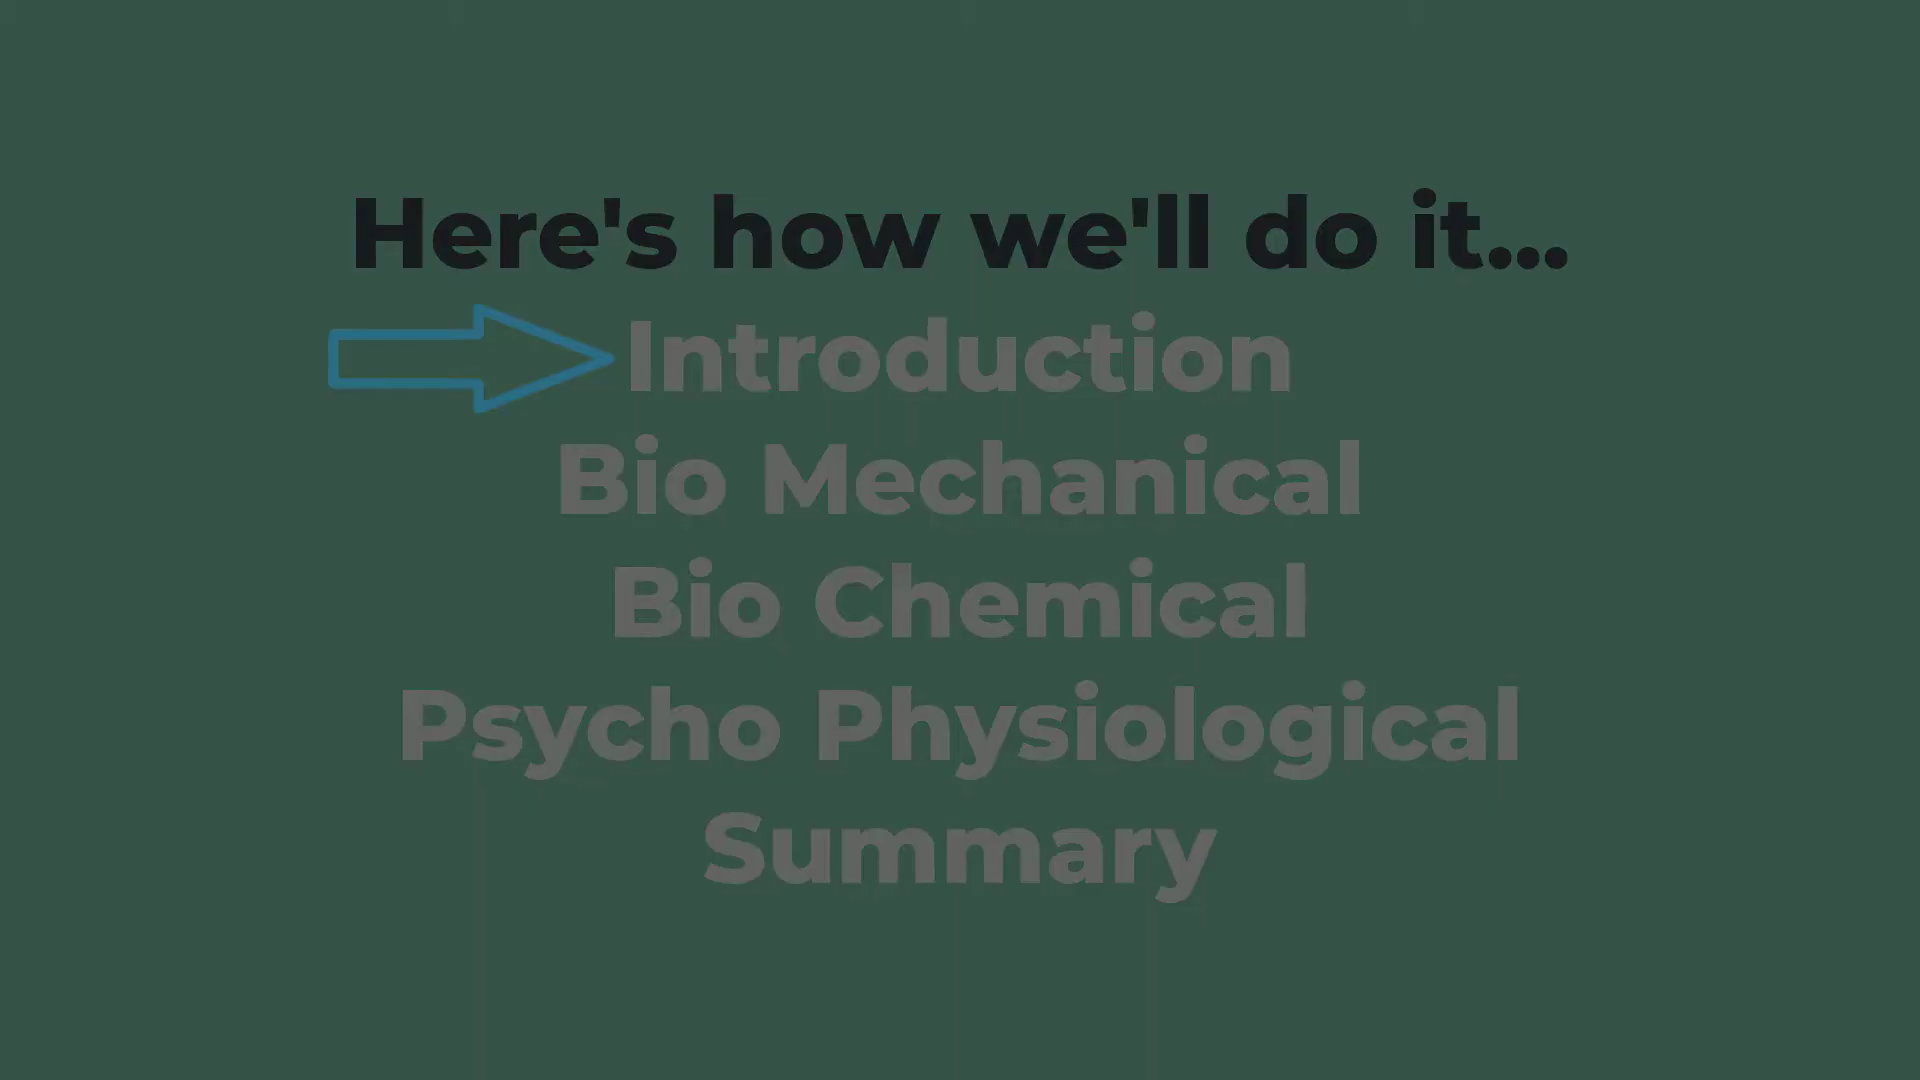 Here's how we'll do it...
Introduction
Bio Mechanical
Bio Chemical
Psycho Physiological
Summary